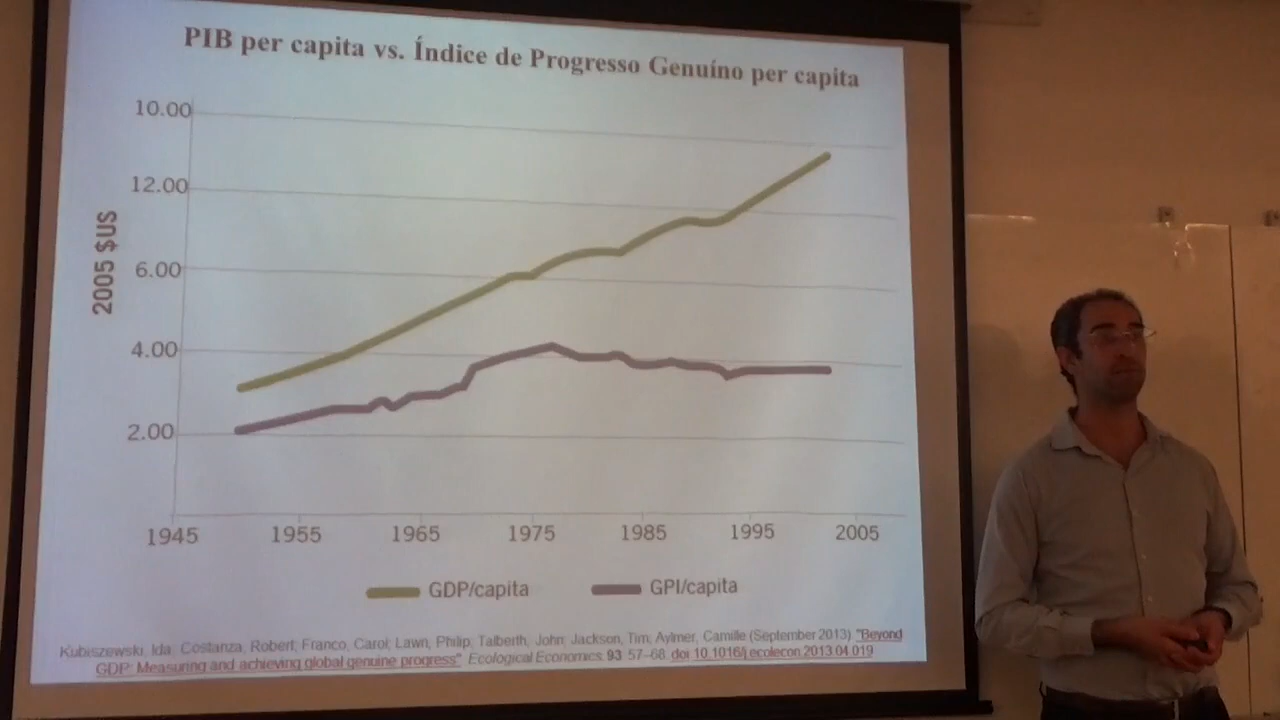 PIB per capita vs. Índice de Progresso Genuíno per capita
10.00
12.00
6.00
4.00
2.00
2005 $US
1945 1955 1965 1975 1985 1995 2005
GDP/capita GPI/capita
Kubiszewski, Ida; Costanza, Robert; Franco, Carol; Lawn, Philip; Talberth, John; Jackson, Tim; Aylmer, Camille (September 2013). "Beyond
GDP: Measuring and achieving global genuine progress". Ecological Economics. 93: 57–68. doi:10.1016/j.ecolecon.2013.04.019